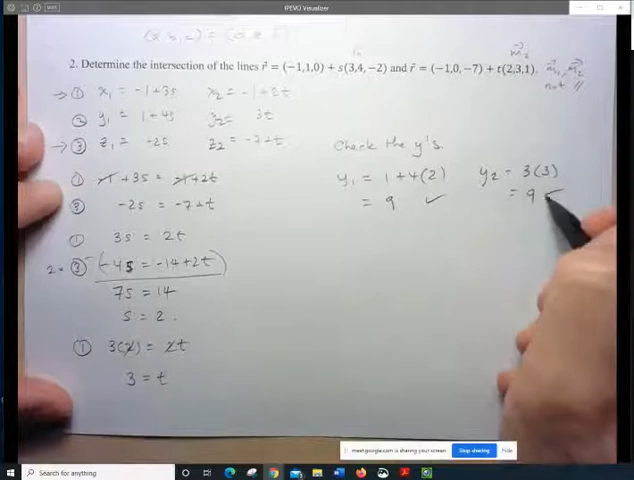 IPEVO Visualizer
2. Determine the intersection of the lines r⃗ = (−1,1,0) + s(3,4,−2) and r⃗ = (−1,0,−7) + t(2,3,1).
m⃗₂
m⃗₁, m⃗₂
not //
→ ① x₁ = -1+3s x₂ = -1+2t
② y₁ = 1+4s y₂ = 3t
→ ③ z₁ = -2s z₂ = -7+t
① -1+3s = -1+2t
③ -2s = -7+t
① 3s = 2t
2×③ -(-4s = -14+2t)
7s = 14
s = 2.
① 3(2) = 2t
3 = t
Check the y's.
y₁ = 1+4(2) y₂ = 3(3)
= 9 ✓ = 9 ✓
meet.google.com is sharing your screen. Stop sharing Hide
Search for anything